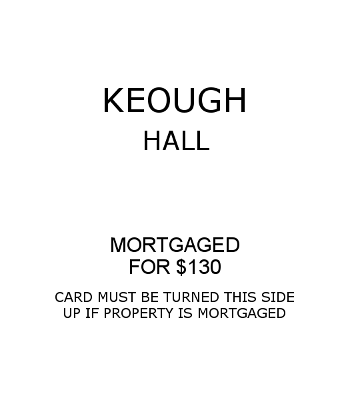 KEOUGH
HALL
MORTGAGED
FOR $130
CARD MUST BE TURNED THIS SIDE
UP IF PROPERTY IS MORTGAGED